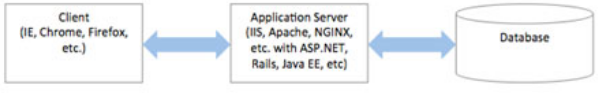 Client
(IE, Chrome, Firefox,
etc.)
Application Server
(IIS, Apache, NGINX,
etc. with ASP.NET,
Rails, Java EE, etc)
Database